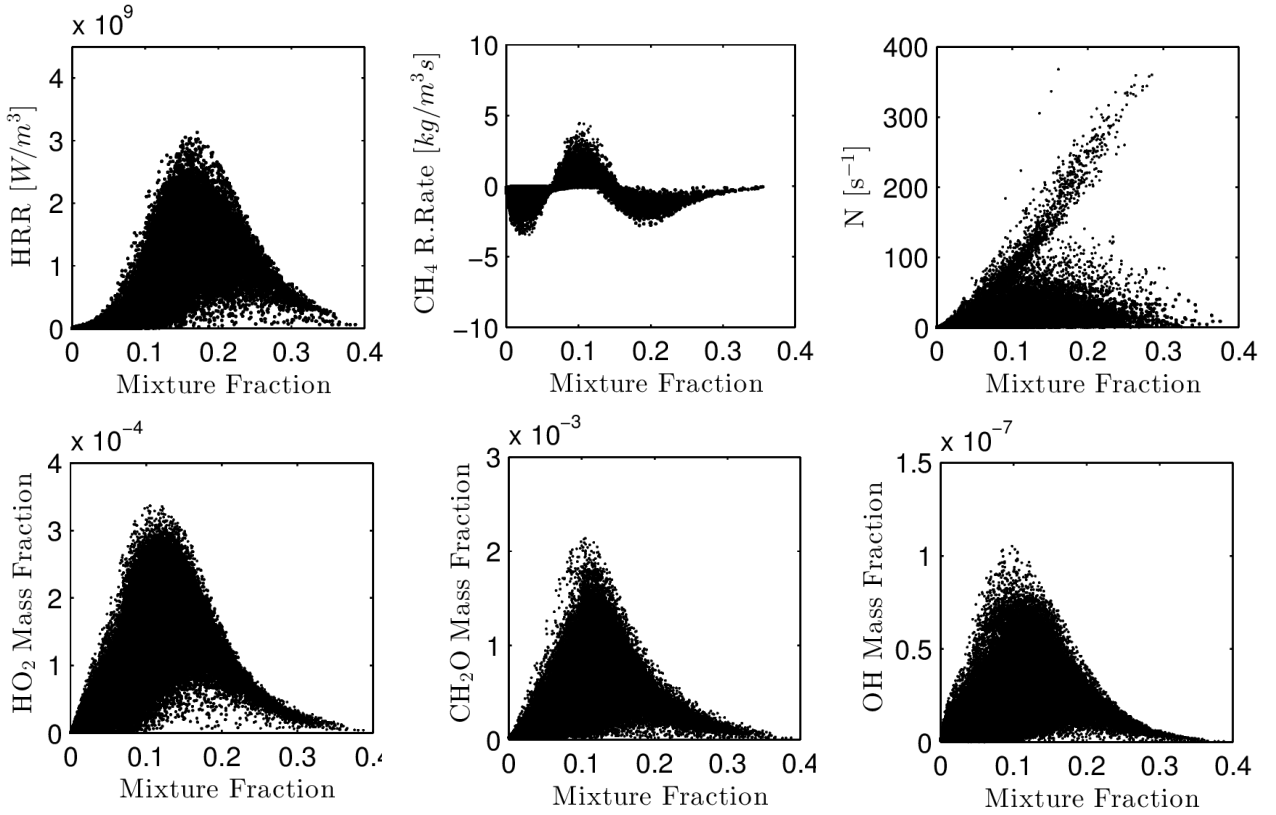 x 10⁹
HRR [W/m³]
4
3
2
1
0
0 0.1 0.2 0.3 0.4
Mixture Fraction
CH₄ R.Rate [kg/m³s]
10
5
0
−5
−10
0 0.1 0.2 0.3 0.4
Mixture Fraction
N [s⁻¹]
400
300
200
100
0
0 0.1 0.2 0.3 0.4
Mixture Fraction
x 10⁻⁴
HO₂ Mass Fraction
4
3
2
1
0
0 0.1 0.2 0.3 0.4
Mixture Fraction
x 10⁻³
CH₂O Mass Fraction
3
2
1
0
0 0.1 0.2 0.3 0.4
Mixture Fraction
x 10⁻⁷
OH Mass Fraction
1.5
1
0.5
0
0 0.1 0.2 0.3 0.4
Mixture Fraction